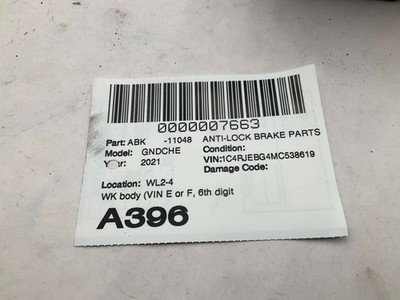 0000007663
Part: ABK -11048 ANTI-LOCK BRAKE PARTS
Model: GNDCHE Condition:
Year: 2021 VIN:1C4RJEBG4MC538619
Damage Code:
Location: WL2-4
WK body (VIN E or F, 6th digit
A396